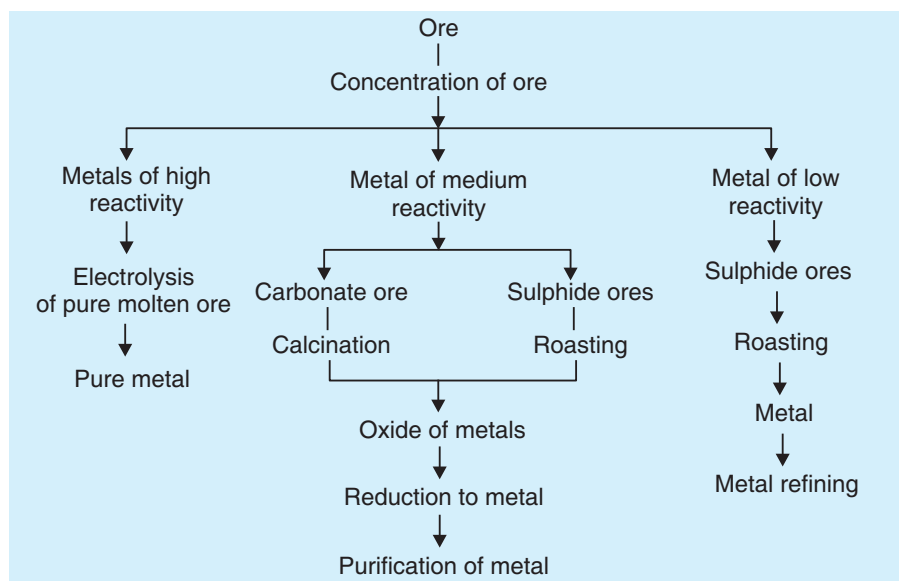 Ore
Concentration of ore
Metals of high
reactivity
Metal of medium
reactivity
Metal of low
reactivity
Electrolysis
of pure molten ore
Carbonate ore
Sulphide ores
Sulphide ores
Calcination
Roasting
Roasting
Pure metal
Metal
Oxide of metals
Metal refining
Reduction to metal
Purification of metal